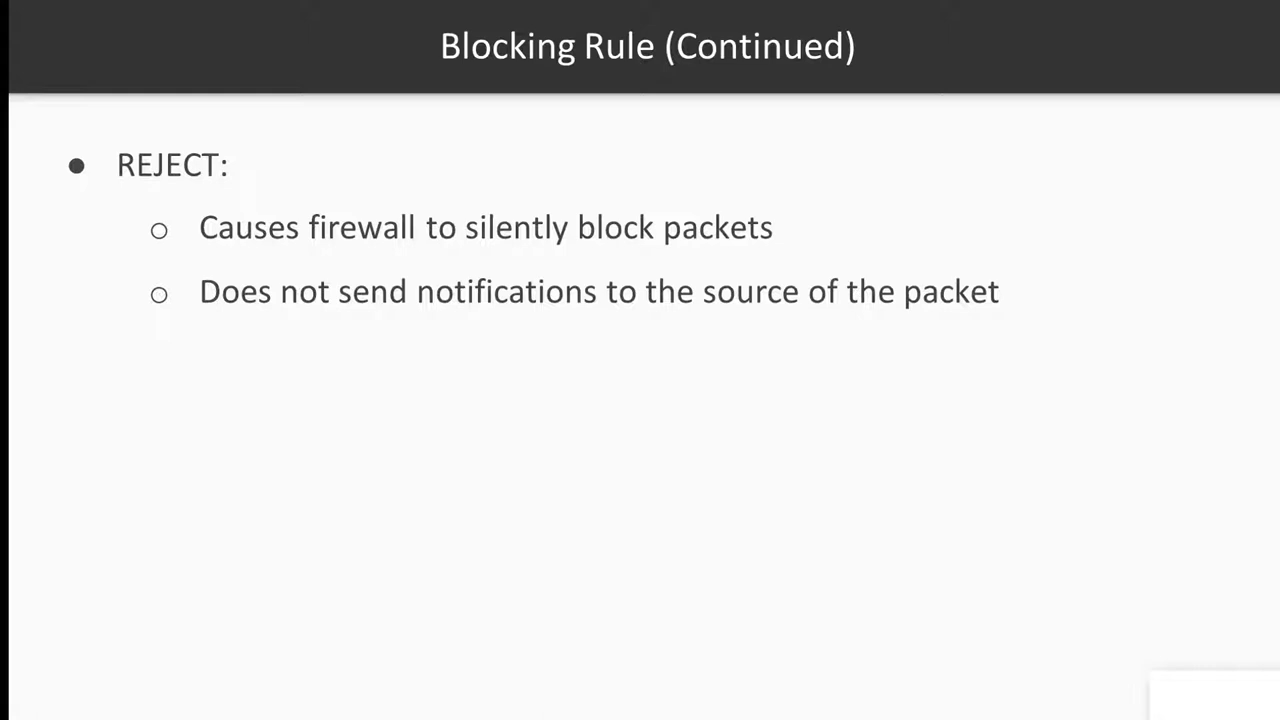 Blocking Rule (Continued)
● REJECT:
○ Causes firewall to silently block packets
○ Does not send notifications to the source of the packet